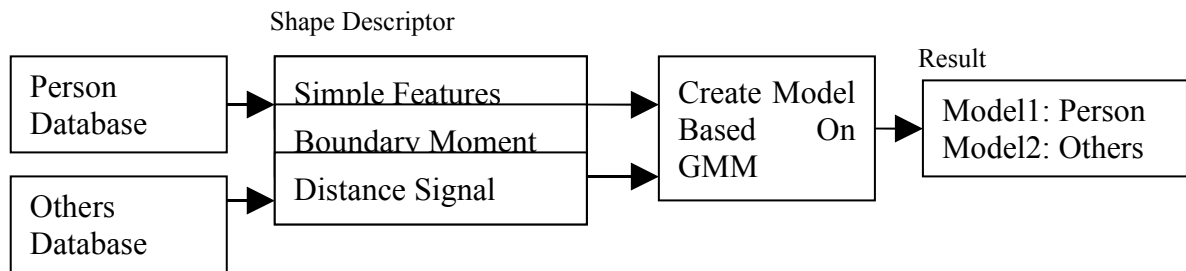 Shape Descriptor
Person
Database
Others
Database
Simple Features
Boundary Moment
Distance Signal
Create Model
Based On
GMM
Result
Model1: Person
Model2: Others